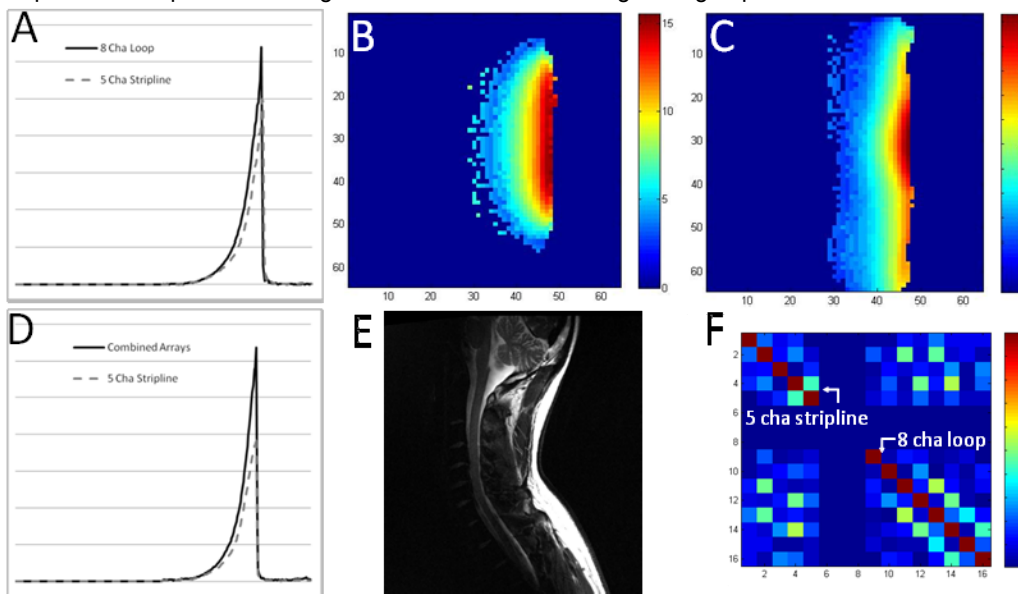 A
8 Cha Loop
5 Cha Stripline
B
10
20
30
40
50
60
10 20 30 40 50 60
15
10
5
0
C
10
20
30
40
50
60
10 20 30 40 50 60
D
Combined Arrays
5 Cha Stripline
E
F
2
4
6
8
10
12
14
16
2 4 6 8 10 12 14 16
5 cha stripline
8 cha loop